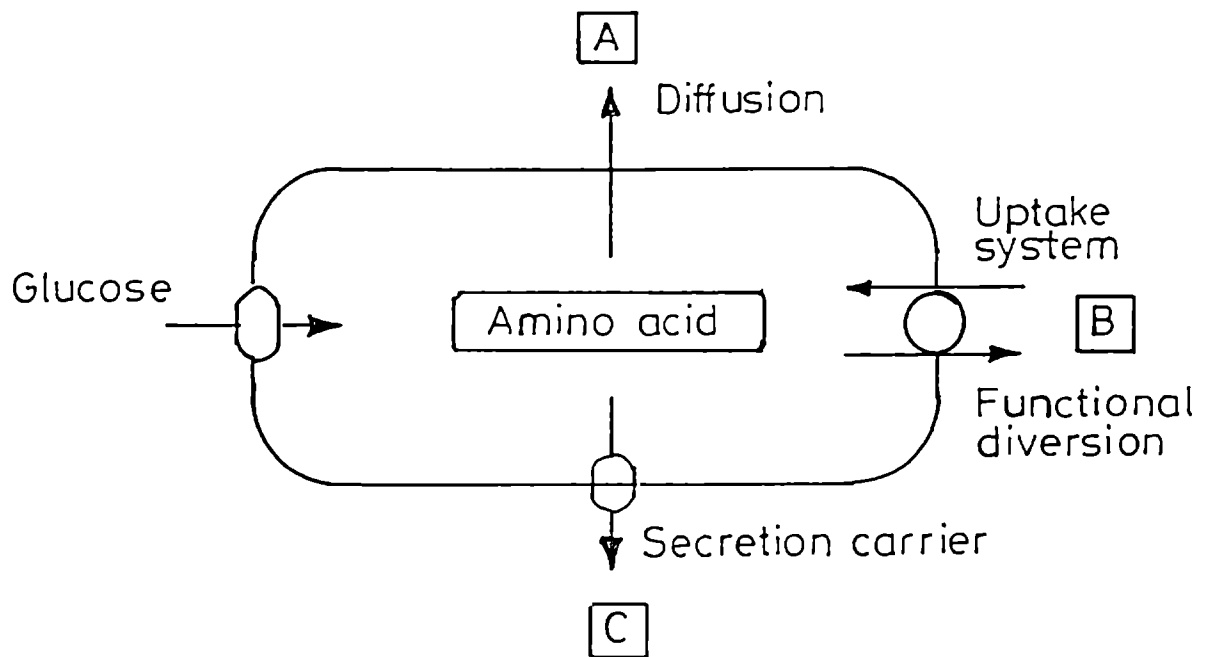 A
Diffusion
Uptake
system
Glucose
Amino acid
B
Functional
diversion
Secretion carrier
C